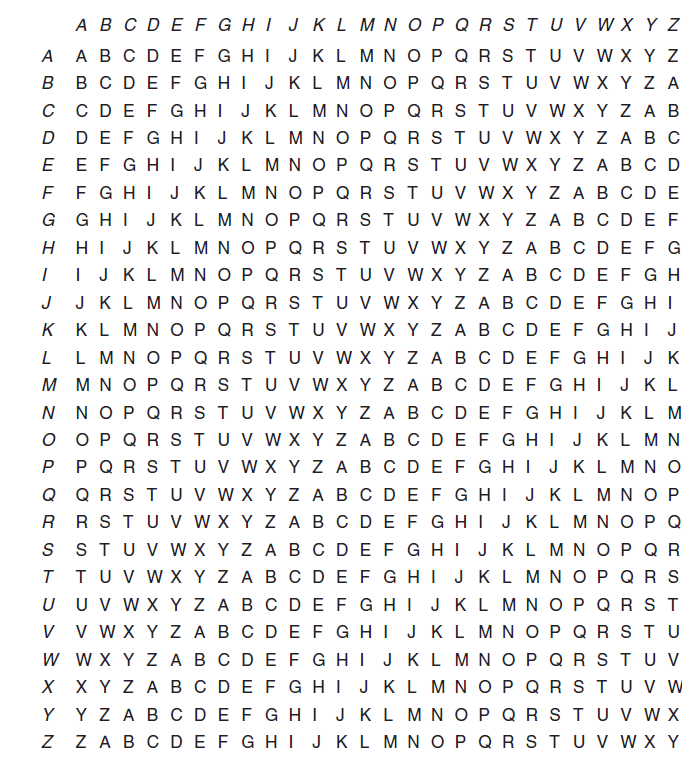 A B C D E F G H I J K L M N O P Q R S T U V W X Y Z
A A B C D E F G H I J K L M N O P Q R S T U V W X Y Z
B B C D E F G H I J K L M N O P Q R S T U V W X Y Z A
C C D E F G H I J K L M N O P Q R S T U V W X Y Z A B
D D E F G H I J K L M N O P Q R S T U V W X Y Z A B C
E E F G H I J K L M N O P Q R S T U V W X Y Z A B C D
F F G H I J K L M N O P Q R S T U V W X Y Z A B C D E
G G H I J K L M N O P Q R S T U V W X Y Z A B C D E F
H H I J K L M N O P Q R S T U V W X Y Z A B C D E F G
I I J K L M N O P Q R S T U V W X Y Z A B C D E F G H
J J K L M N O P Q R S T U V W X Y Z A B C D E F G H I
K K L M N O P Q R S T U V W X Y Z A B C D E F G H I J
L L M N O P Q R S T U V W X Y Z A B C D E F G H I J K
M M N O P Q R S T U V W X Y Z A B C D E F G H I J K L
N N O P Q R S T U V W X Y Z A B C D E F G H I J K L M
O O P Q R S T U V W X Y Z A B C D E F G H I J K L M N
P P Q R S T U V W X Y Z A B C D E F G H I J K L M N O
Q Q R S T U V W X Y Z A B C D E F G H I J K L M N O P
R R S T U V W X Y Z A B C D E F G H I J K L M N O P Q
S S T U V W X Y Z A B C D E F G H I J K L M N O P Q R
T T U V W X Y Z A B C D E F G H I J K L M N O P Q R S
U U V W X Y Z A B C D E F G H I J K L M N O P Q R S T
V V W X Y Z A B C D E F G H I J K L M N O P Q R S T U
W W X Y Z A B C D E F G H I J K L M N O P Q R S T U V
X X Y Z A B C D E F G H I J K L M N O P Q R S T U V W
Y Y Z A B C D E F G H I J K L M N O P Q R S T U V W X
Z Z A B C D E F G H I J K L M N O P Q R S T U V W X Y